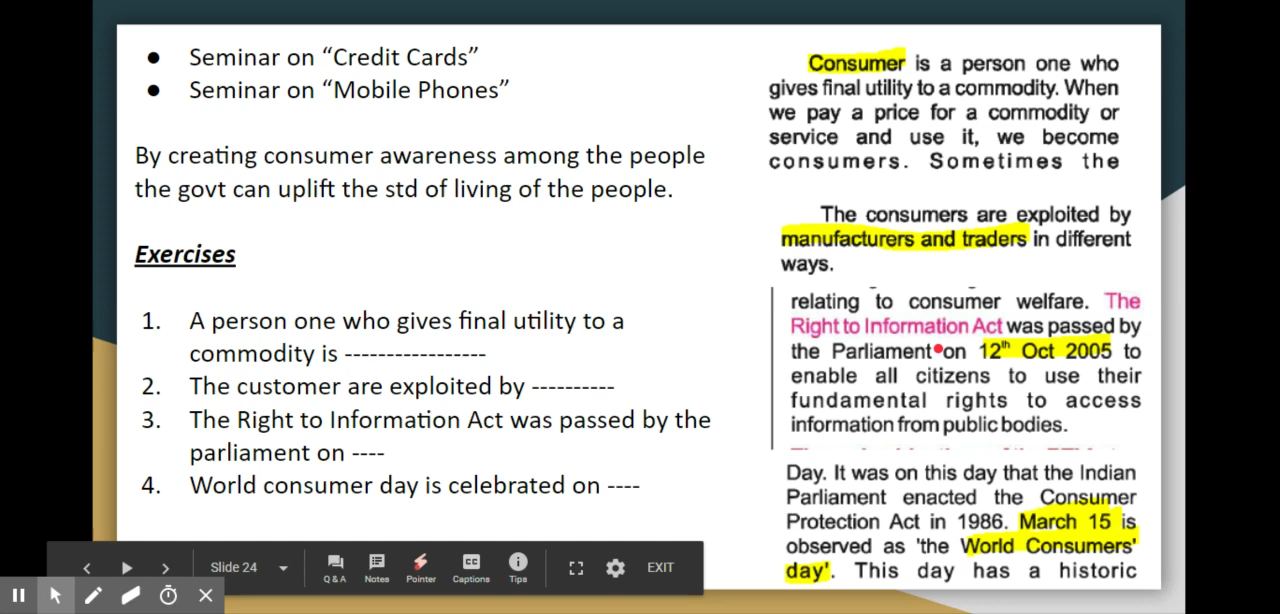 ● Seminar on “Credit Cards”
● Seminar on “Mobile Phones”
By creating consumer awareness among the people
the govt can uplift the std of living of the people.
Exercises
1. A person one who gives final utility to a
commodity is -----------------
2. The customer are exploited by ----------
3. The Right to Information Act was passed by the
parliament on ----
4. World consumer day is celebrated on ----
Consumer is a person one who
gives final utility to a commodity. When
we pay a price for a commodity or
service and use it, we become
consumers. Sometimes the
The consumers are exploited by
manufacturers and traders in different
ways.
relating to consumer welfare. The
Right to Information Act was passed by
the Parliament on 12th Oct 2005 to
enable all citizens to use their
fundamental rights to access
information from public bodies.
Day. It was on this day that the Indian
Parliament enacted the Consumer
Protection Act in 1986. March 15 is
observed as 'the World Consumers'
day'. This day has a historic
Slide 24
Q & A
Notes
Pointer
Captions
Tips
EXIT